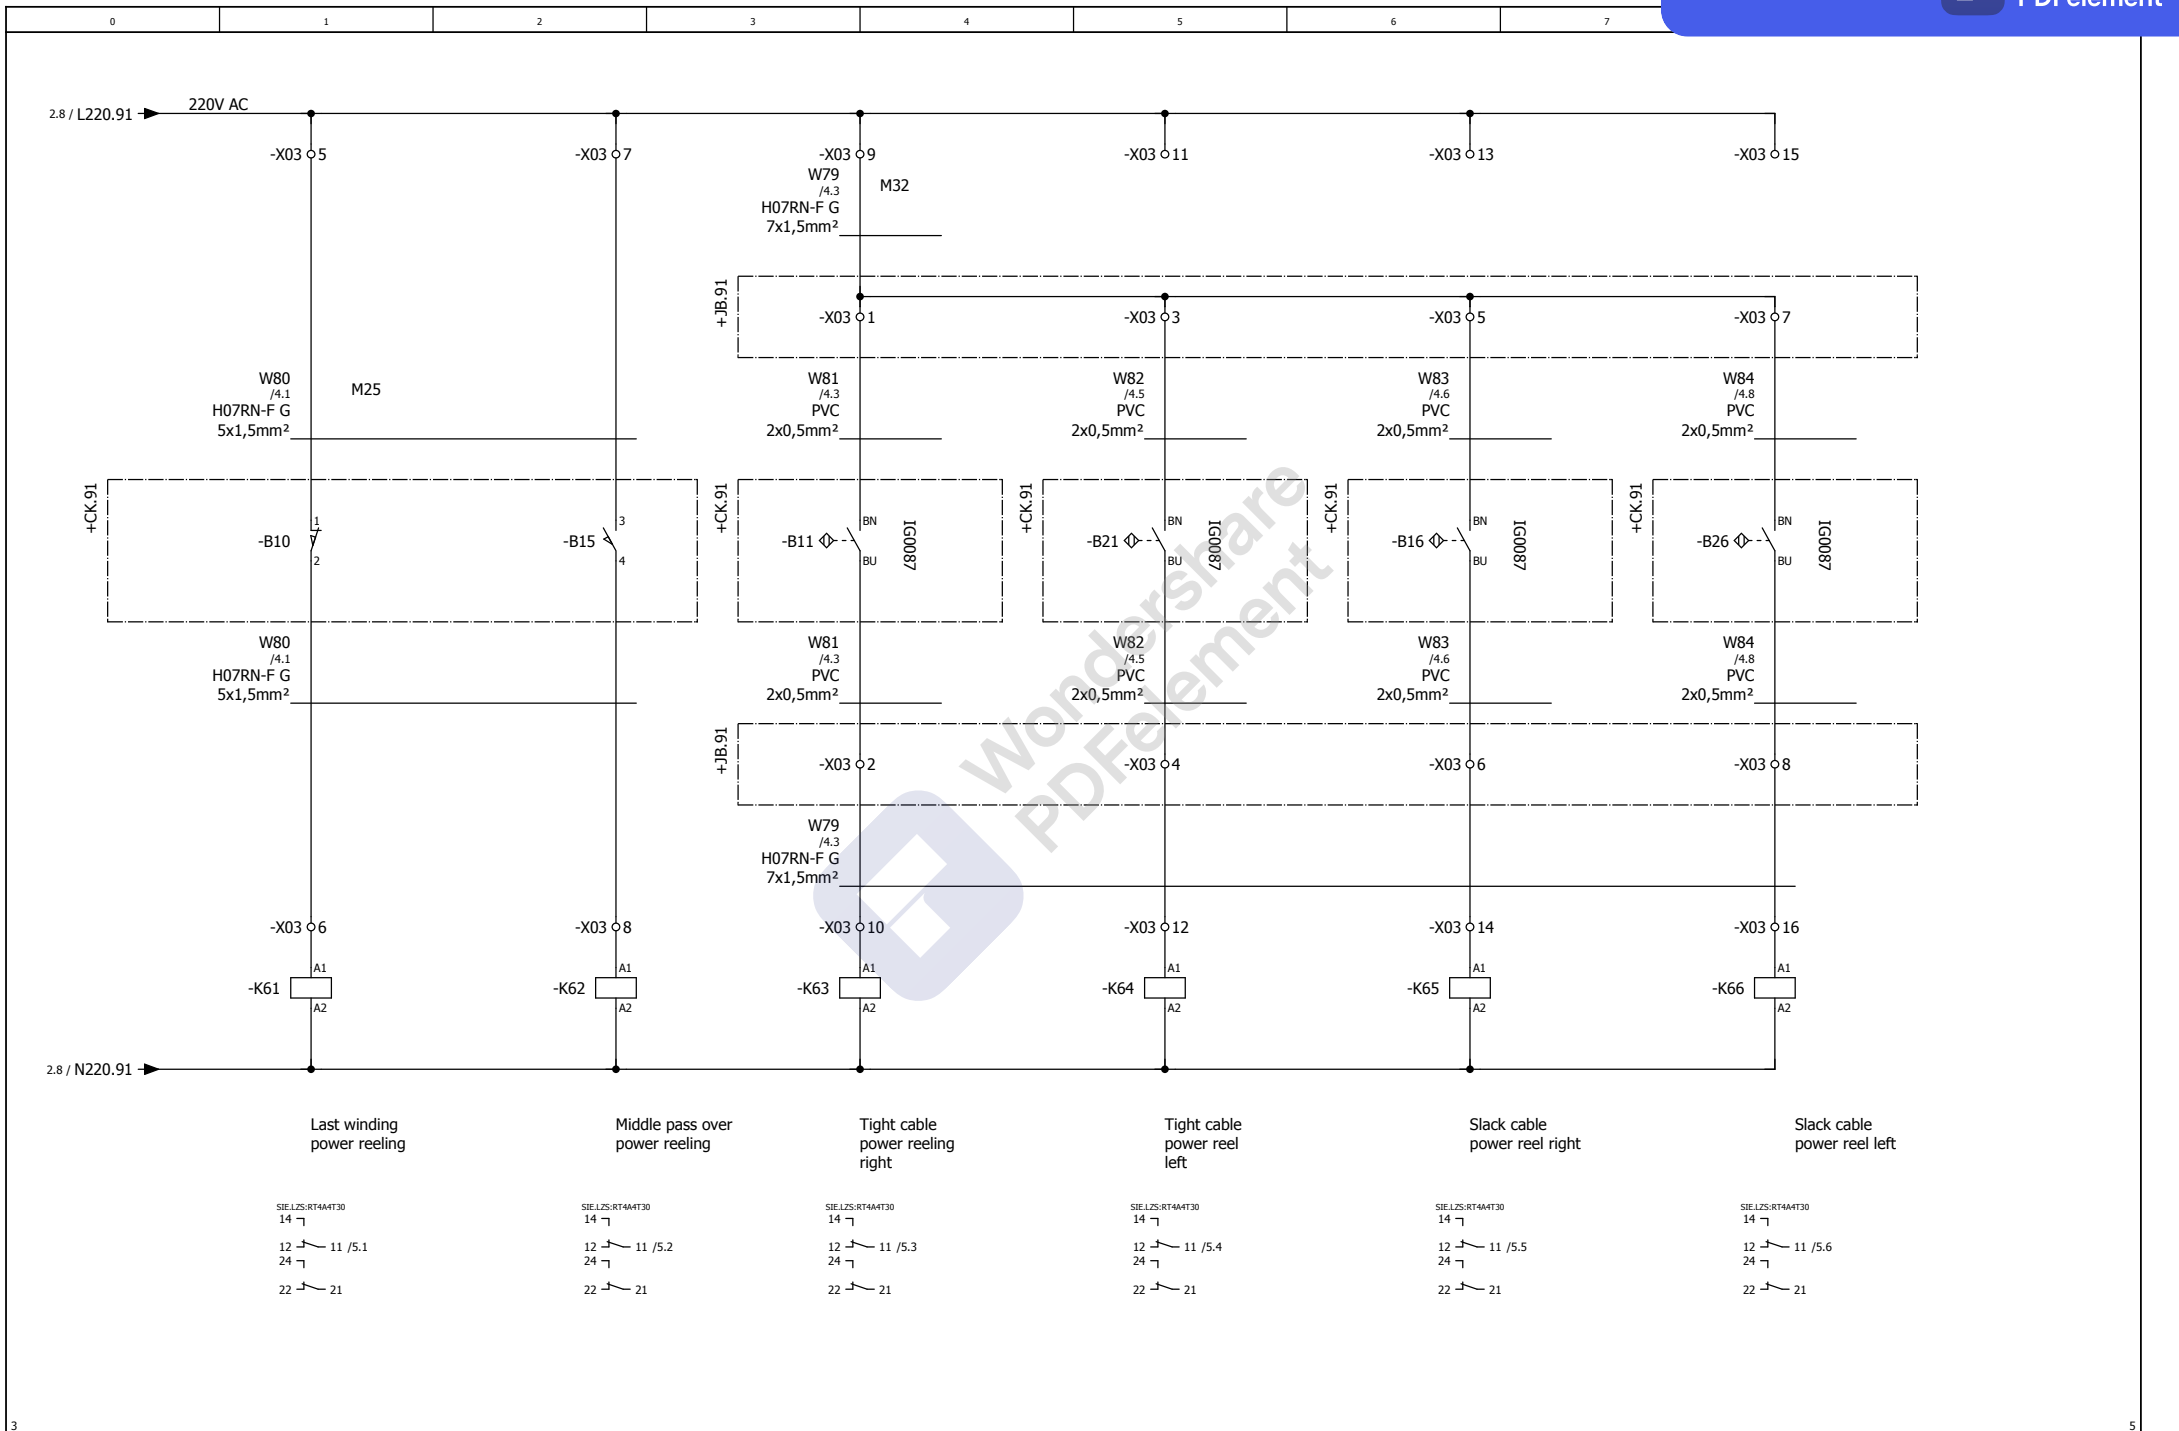 0 1 2 3 4 5 6 7
220V AC
2.8 / L220.91
-X03 5 -X03 7 -X03 9 -X03 11 -X03 13 -X03 15
W79
/4.3
H07RN-F G
7x1,5mm²
M32
+JB.91
-X03 1 -X03 3 -X03 5 -X03 7
W80
/4.1
H07RN-F G
5x1,5mm²
M25
W81
/4.3
PVC
2x0,5mm²
W82
/4.5
PVC
2x0,5mm²
W83
/4.6
PVC
2x0,5mm²
W84
/4.8
PVC
2x0,5mm²
+CK.91
-B10
1
2
-B15
3
4
+CK.91
-B11
BN
BU
IG0087
+CK.91
-B21
BN
BU
IG0087
+CK.91
-B16
BN
BU
IG0087
+CK.91
-B26
BN
BU
IG0087
W80
/4.1
H07RN-F G
5x1,5mm²
W81
/4.3
PVC
2x0,5mm²
W82
/4.5
PVC
2x0,5mm²
W83
/4.6
PVC
2x0,5mm²
W84
/4.8
PVC
2x0,5mm²
+JB.91
-X03 2 -X03 4 -X03 6 -X03 8
W79
/4.3
H07RN-F G
7x1,5mm²
Wondershare
PDFelement
-X03 6 -X03 8 -X03 10 -X03 12 -X03 14 -X03 16
A1 A1 A1 A1 A1 A1
-K61 -K62 -K63 -K64 -K65 -K66
A2 A2 A2 A2 A2 A2
2.8 / N220.91
Last winding
power reeling
Middle pass over
power reeling
Tight cable
power reeling
right
Tight cable
power reel
left
Slack cable
power reel right
Slack cable
power reel left
SIE.LZS:RT4A4T30
14
12 11 /5.1
24
22 21
SIE.LZS:RT4A4T30
14
12 11 /5.2
24
22 21
SIE.LZS:RT4A4T30
14
12 11 /5.3
24
22 21
SIE.LZS:RT4A4T30
14
12 11 /5.4
24
22 21
SIE.LZS:RT4A4T30
14
12 11 /5.5
24
22 21
SIE.LZS:RT4A4T30
14
12 11 /5.6
24
22 21
3 5